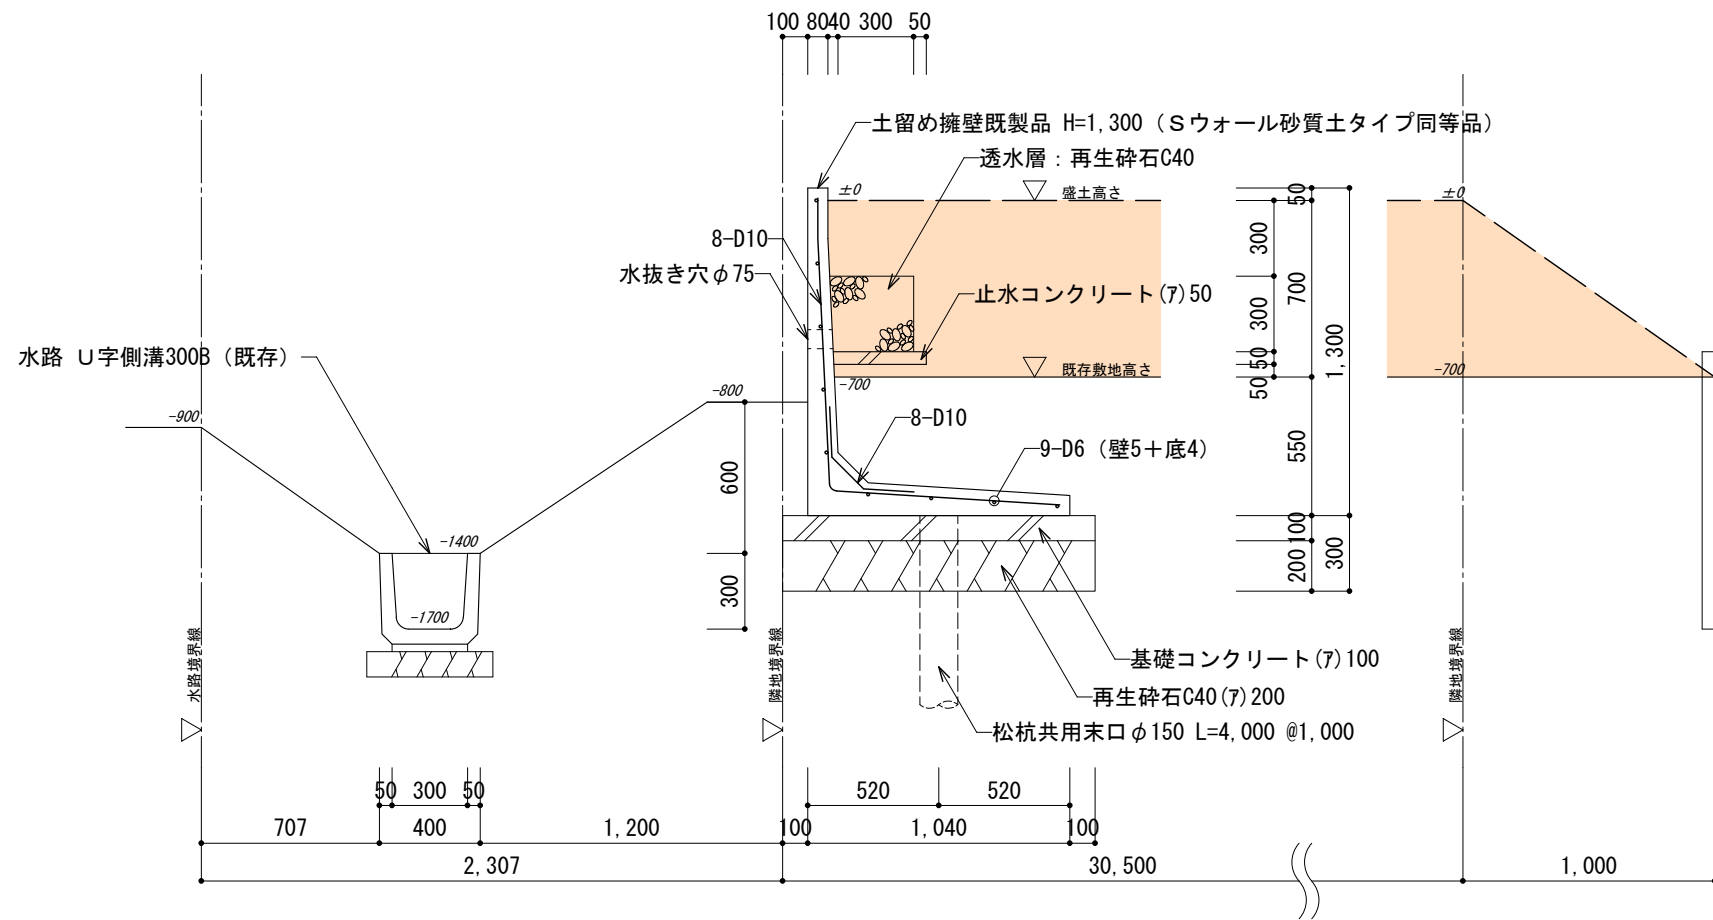 100 80 40 300 50
土留め擁壁既製品 H=1,300（Sウォール砂質土タイプ同等品）
透水層：再生砕石C40
±0
盛土高さ
±0
50
300
700
300
50
50
1,300
550
100
200
300
8-D10
水抜き穴φ75
止水コンクリート(ｱ)50
水路 U字側溝300B（既存）
既存敷地高さ
-700
-700
-800
-900
8-D10
9-D6（壁5＋底4）
600
300
-1400
-1700
水路境界線
隣地境界線
隣地境界線
基礎コンクリート(ｱ)100
再生砕石C40(ｱ)200
松杭共用末口φ150 L=4,000 @1,000
50 300 50
520 520
707 400 1,200 100 1,040 100
2,307 30,500 1,000